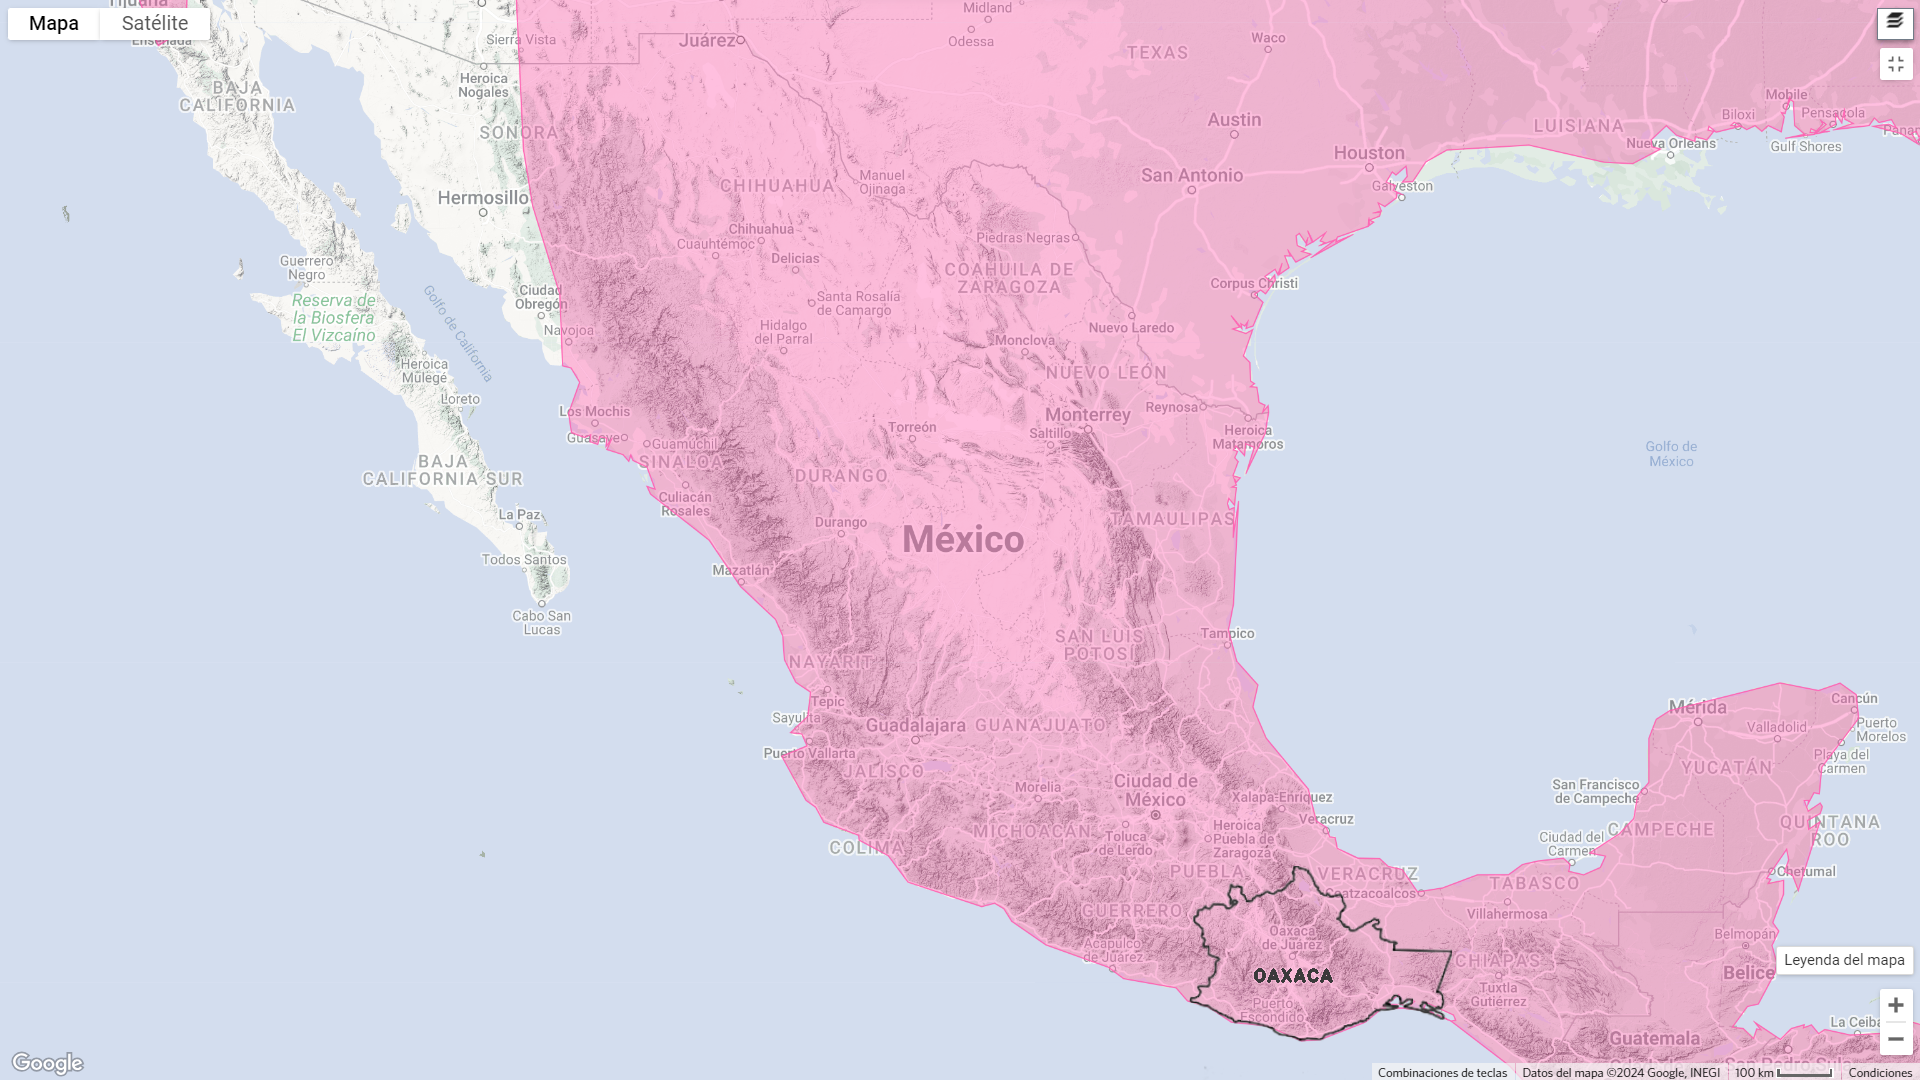 Mapa
Satélite
Tijuana
Ensenada
Sierra Vista
Juárez
Midland
Odessa
TEXAS
Waco
Heroica
Nogales
BAJA
CALIFORNIA
SONORA
Austin
LUISIANA
Mobile
Biloxi
Pensacola
Nueva Orleans
Gulf Shores
Houston
San Antonio
Galveston
Hermosillo
CHIHUAHUA
Manuel
Ojinaga
Chihuahua
Cuauhtémoc
Delicias
Piedras Negras
Guerrero
Negro
Reserva de
la Biosfera
El Vizcaíno
Golfo de California
Ciudad
Obregón
Navojoa
Santa Rosalía
de Camargo
COAHUILA DE
ZARAGOZA
Corpus Christi
Hidalgo
del Parral
Nuevo Laredo
Monclova
Heroica
Mulegé
Loreto
NUEVO LEÓN
Los Mochis
Guasave
Guamúchil
SINALOA
Torreón
Monterrey
Saltillo
Reynosa
Heroica
Matamoros
Golfo de
México
BAJA
CALIFORNIA SUR
DURANGO
Culiacán
Rosales
La Paz
Durango
México
TAMAULIPAS
Todos Santos
Mazatlán
Cabo San
Lucas
SAN LUIS
POTOSÍ
Tampico
NAYARIT
Tepic
Sayulita
Guadalajara
GUANAJUATO
Puerto Vallarta
JALISCO
Mérida
Cancún
Valladolid
Puerto
Morelos
Playa del
Carmen
YUCATÁN
Morelia
Ciudad de
México
Xalapa-Enríquez
Veracruz
San Francisco
de Campeche
MICHOACÁN
Toluca
de Lerdo
Heroica
Puebla de
Zaragoza
COLIMA
Ciudad del
Carmen
CAMPECHE
QUINTANA
ROO
PUEBLA
VERACRUZ
Coatzacoalcos
TABASCO
Chetumal
GUERRERO
Villahermosa
Acapulco
de Juárez
Oaxaca
de Juárez
Belmopán
OAXACA
CHIAPAS
Belice
Leyenda del mapa
Tuxtla
Gutiérrez
Puerto
Escondido
La Ceiba
Guatemala
San Pedro Sula
Google
Combinaciones de teclas
Datos del mapa ©2024 Google, INEGI
100 km
Condiciones